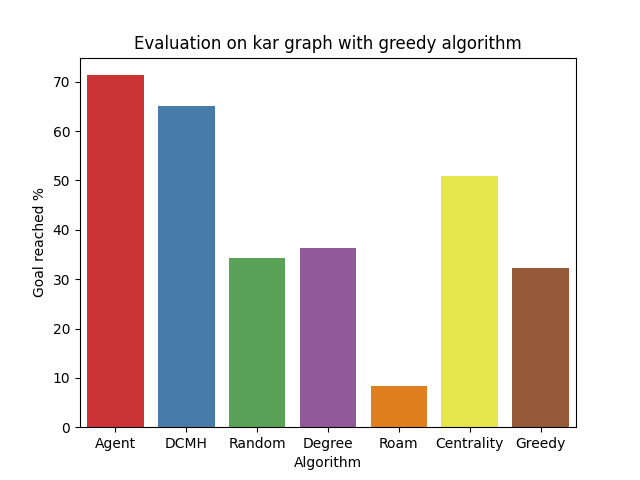 Evaluation on kar graph with greedy algorithm
Goal reached %
70
60
50
40
30
20
10
0
Agent DCMH Random Degree Roam Centrality Greedy
Algorithm